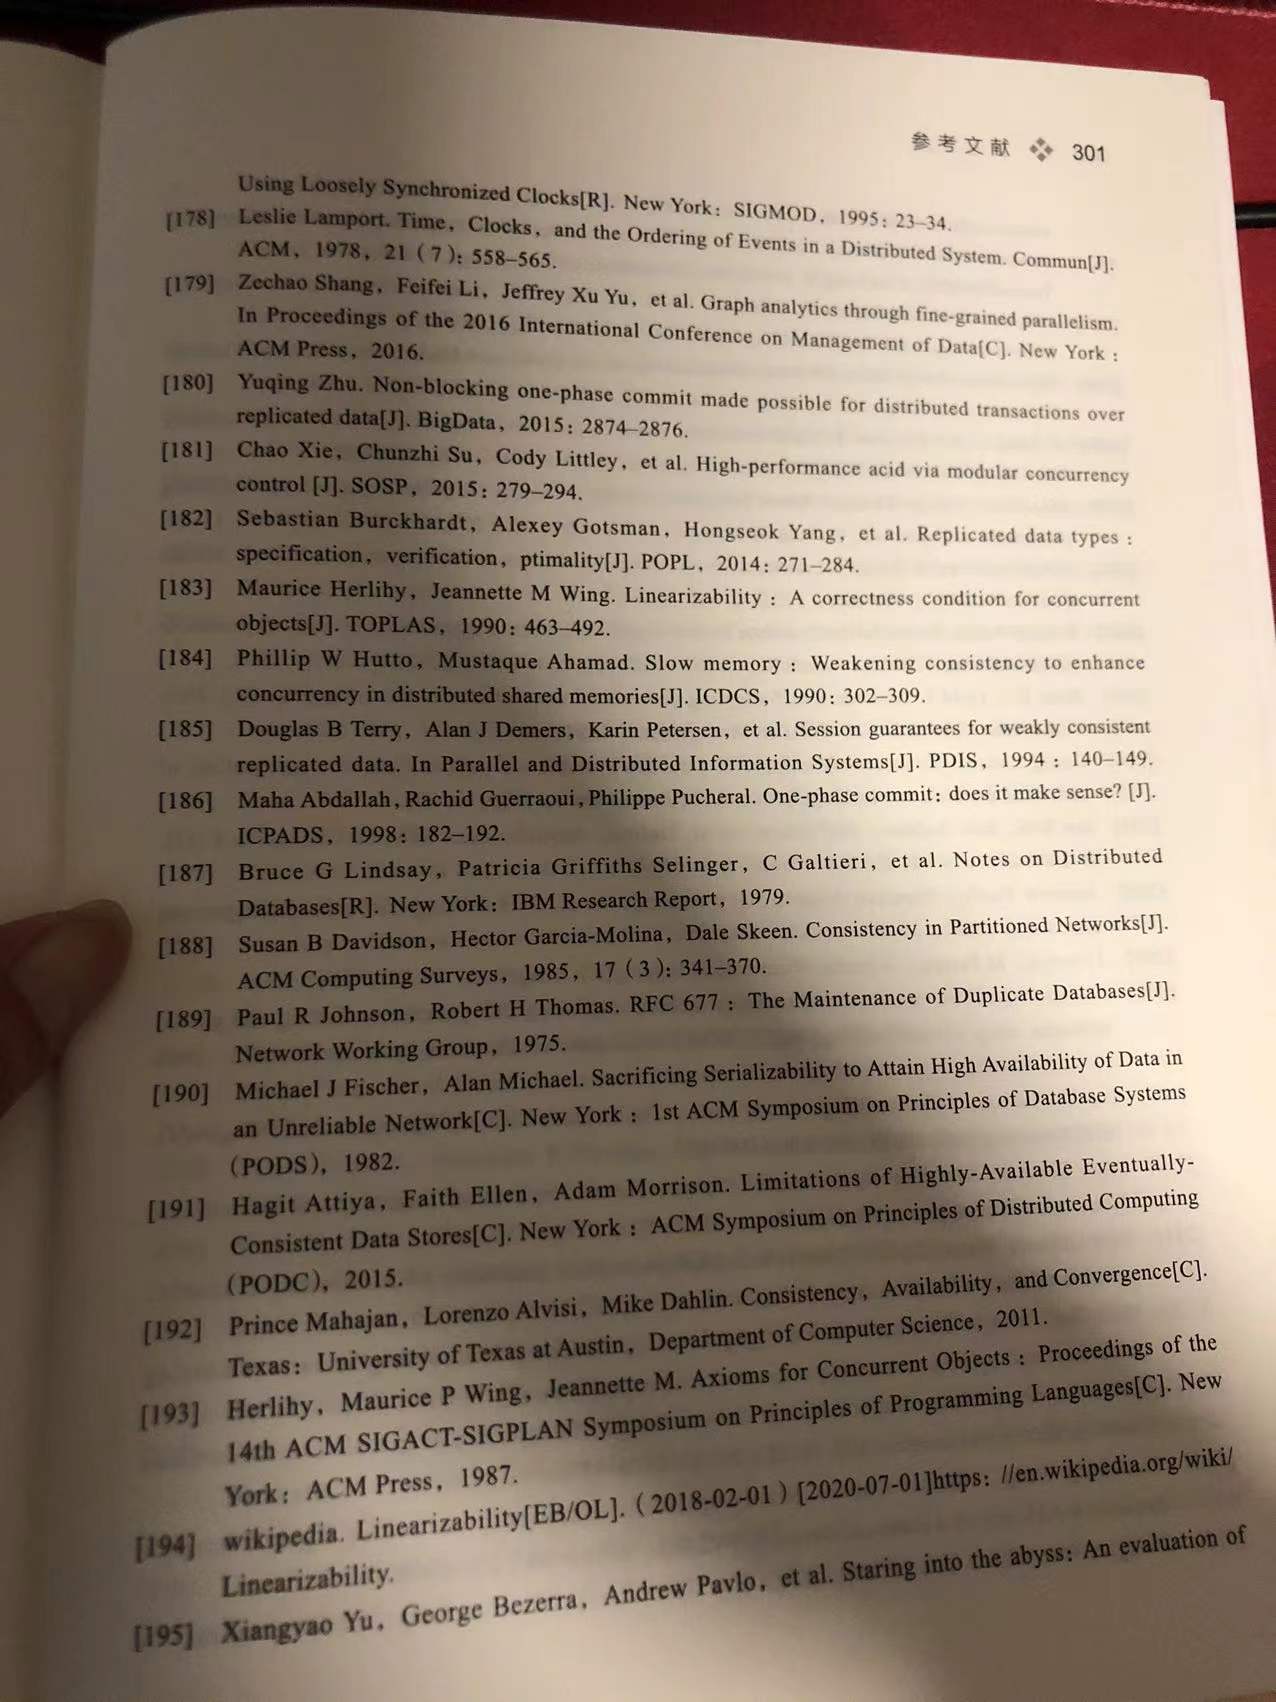 参考文献 301
Using Loosely Synchronized Clocks[R]. New York: SIGMOD, 1995: 23–34.
[178] Leslie Lamport. Time, Clocks, and the Ordering of Events in a Distributed System. Commun[J].
ACM, 1978, 21（7）: 558–565.
[179] Zechao Shang, Feifei Li, Jeffrey Xu Yu, et al. Graph analytics through fine-grained parallelism.
In Proceedings of the 2016 International Conference on Management of Data[C]. New York :
ACM Press, 2016.
[180] Yuqing Zhu. Non-blocking one-phase commit made possible for distributed transactions over
replicated data[J]. BigData, 2015: 2874–2876.
[181] Chao Xie, Chunzhi Su, Cody Littley, et al. High-performance acid via modular concurrency
control [J]. SOSP, 2015: 279–294.
[182] Sebastian Burckhardt, Alexey Gotsman, Hongseok Yang, et al. Replicated data types :
specification, verification, ptimality[J]. POPL, 2014: 271–284.
[183] Maurice Herlihy, Jeannette M Wing. Linearizability : A correctness condition for concurrent
objects[J]. TOPLAS, 1990: 463–492.
[184] Phillip W Hutto, Mustaque Ahamad. Slow memory : Weakening consistency to enhance
concurrency in distributed shared memories[J]. ICDCS, 1990: 302–309.
[185] Douglas B Terry, Alan J Demers, Karin Petersen, et al. Session guarantees for weakly consistent
replicated data. In Parallel and Distributed Information Systems[J]. PDIS, 1994 : 140–149.
[186] Maha Abdallah, Rachid Guerraoui, Philippe Pucheral. One-phase commit: does it make sense? [J].
ICPADS, 1998: 182–192.
[187] Bruce G Lindsay, Patricia Griffiths Selinger, C Galtieri, et al. Notes on Distributed
Databases[R]. New York: IBM Research Report, 1979.
[188] Susan B Davidson, Hector Garcia-Molina, Dale Skeen. Consistency in Partitioned Networks[J].
ACM Computing Surveys, 1985, 17（3）: 341–370.
[189] Paul R Johnson, Robert H Thomas. RFC 677 : The Maintenance of Duplicate Databases[J].
Network Working Group, 1975.
[190] Michael J Fischer, Alan Michael. Sacrificing Serializability to Attain High Availability of Data in
an Unreliable Network[C]. New York : 1st ACM Symposium on Principles of Database Systems
（PODS）, 1982.
[191] Hagit Attiya, Faith Ellen, Adam Morrison. Limitations of Highly-Available Eventually-
Consistent Data Stores[C]. New York : ACM Symposium on Principles of Distributed Computing
（PODC）, 2015.
[192] Prince Mahajan, Lorenzo Alvisi, Mike Dahlin. Consistency, Availability, and Convergence[C].
Texas: University of Texas at Austin, Department of Computer Science, 2011.
[193] Herlihy, Maurice P Wing, Jeannette M. Axioms for Concurrent Objects : Proceedings of the
14th ACM SIGACT-SIGPLAN Symposium on Principles of Programming Languages[C]. New
York: ACM Press, 1987.
[194] wikipedia. Linearizability[EB/OL].（2018-02-01）[2020-07-01]https: //en.wikipedia.org/wiki/
Linearizability.
[195] Xiangyao Yu, George Bezerra, Andrew Pavlo, et al. Staring into the abyss: An evaluation of